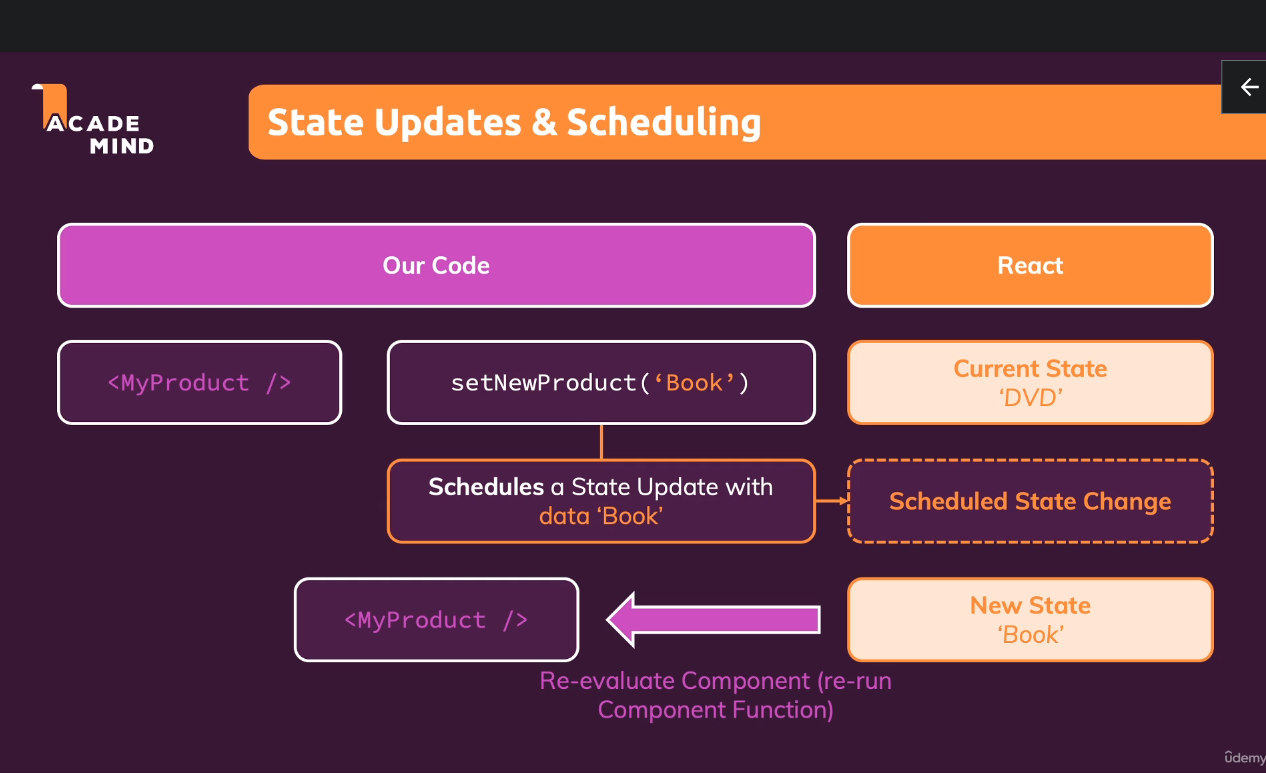 ACADE
MIND
State Updates & Scheduling
Our Code
React
<MyProduct />
setNewProduct(‘Book’)
Current State
‘DVD’
Schedules a State Update with
data ‘Book’
Scheduled State Change
<MyProduct />
New State
‘Book’
Re-evaluate Component (re-run
Component Function)
ûdemy